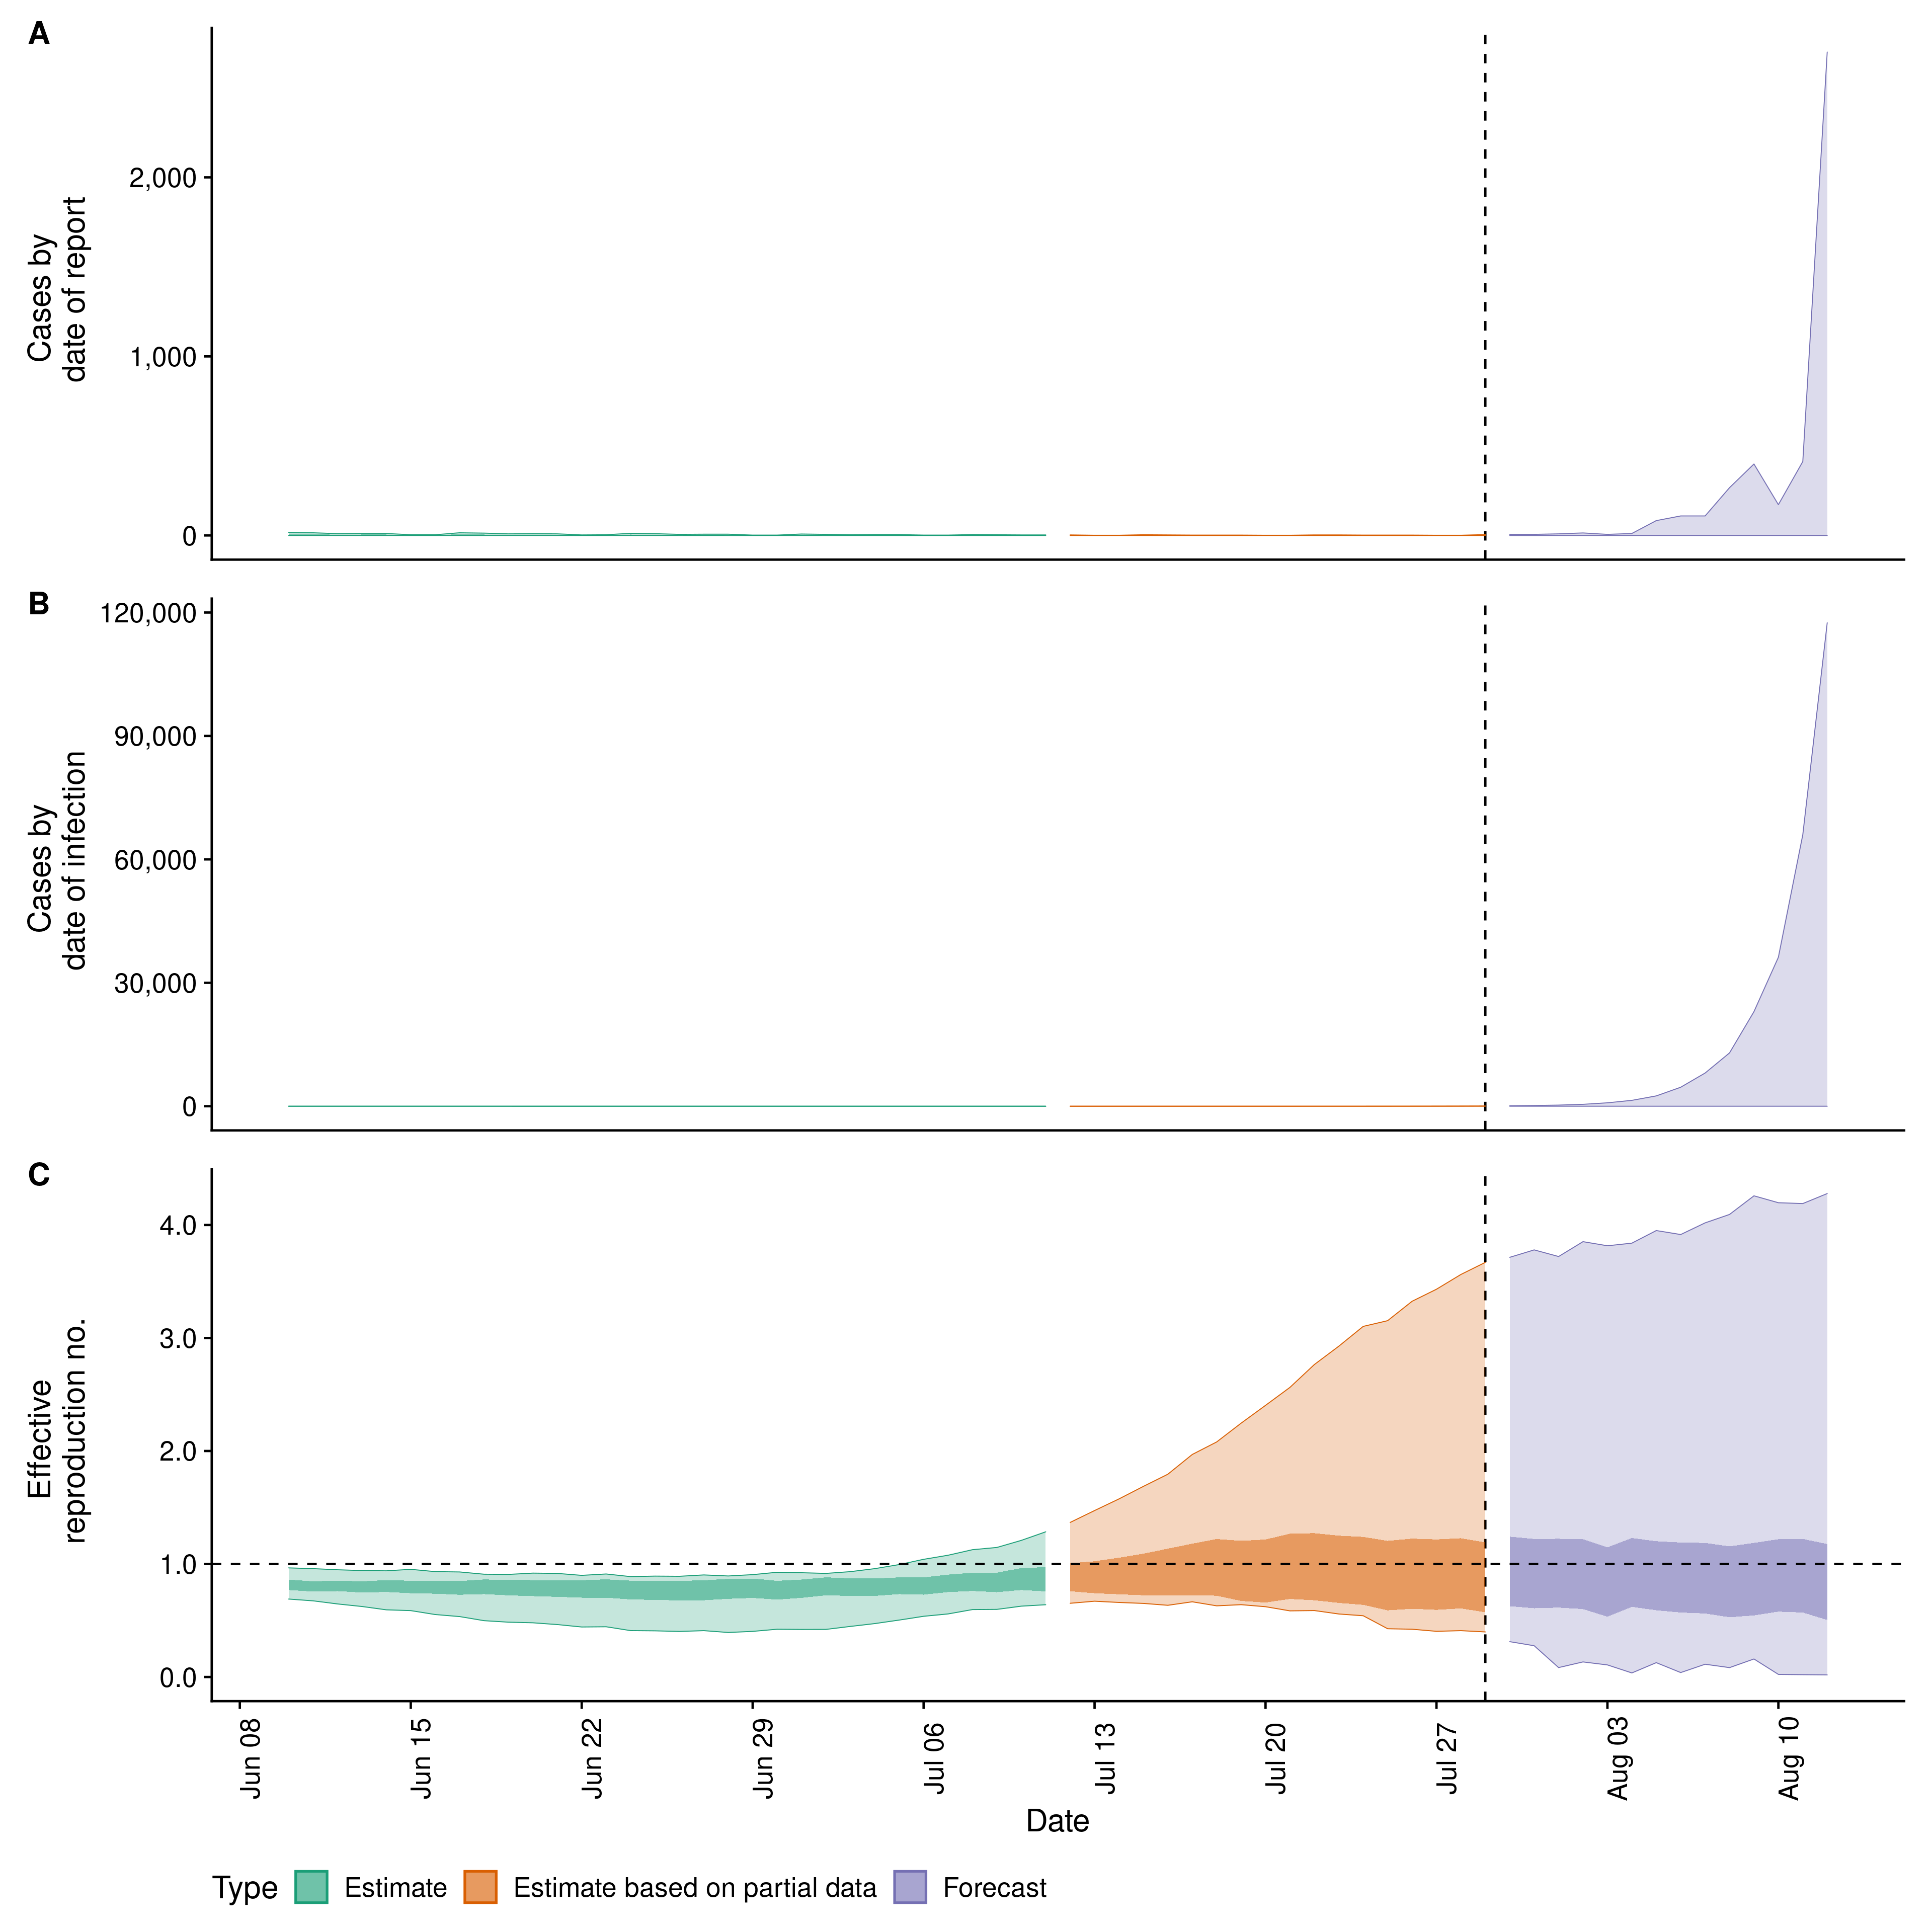 A
Cases by
date of report
2,000
1,000
0
B
Cases by
date of infection
120,000
90,000
60,000
30,000
0
C
Effective
reproduction no.
4.0
3.0
2.0
1.0
0.0
Jun 08
Jun 15
Jun 22
Jun 29
Jul 06
Jul 13
Jul 20
Jul 27
Aug 03
Aug 10
Date
Type Estimate Estimate based on partial data Forecast